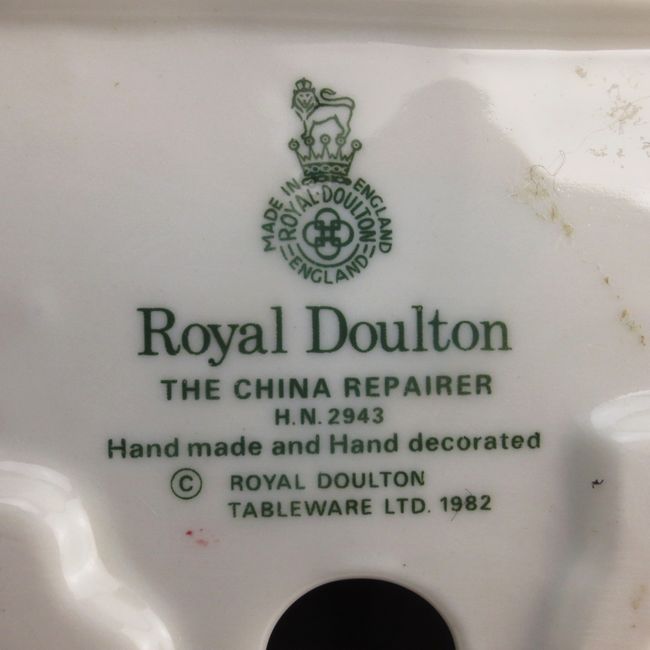 MADE IN ENGLAND
ROYAL·DOULTON
ENGLAND
Royal Doulton
THE CHINA REPAIRER
H.N. 2943
Hand made and Hand decorated
© ROYAL DOULTON
TABLEWARE LTD. 1982